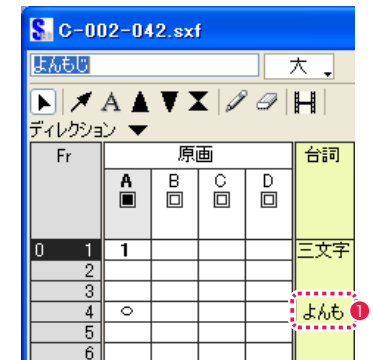 C-002-042.sxf
よんもじ 大
A H
ディレクション ▼
Fr 原画 台詞
A B C D
0 1 1 三文字
2
3
4 ○ よんも 1
5
6